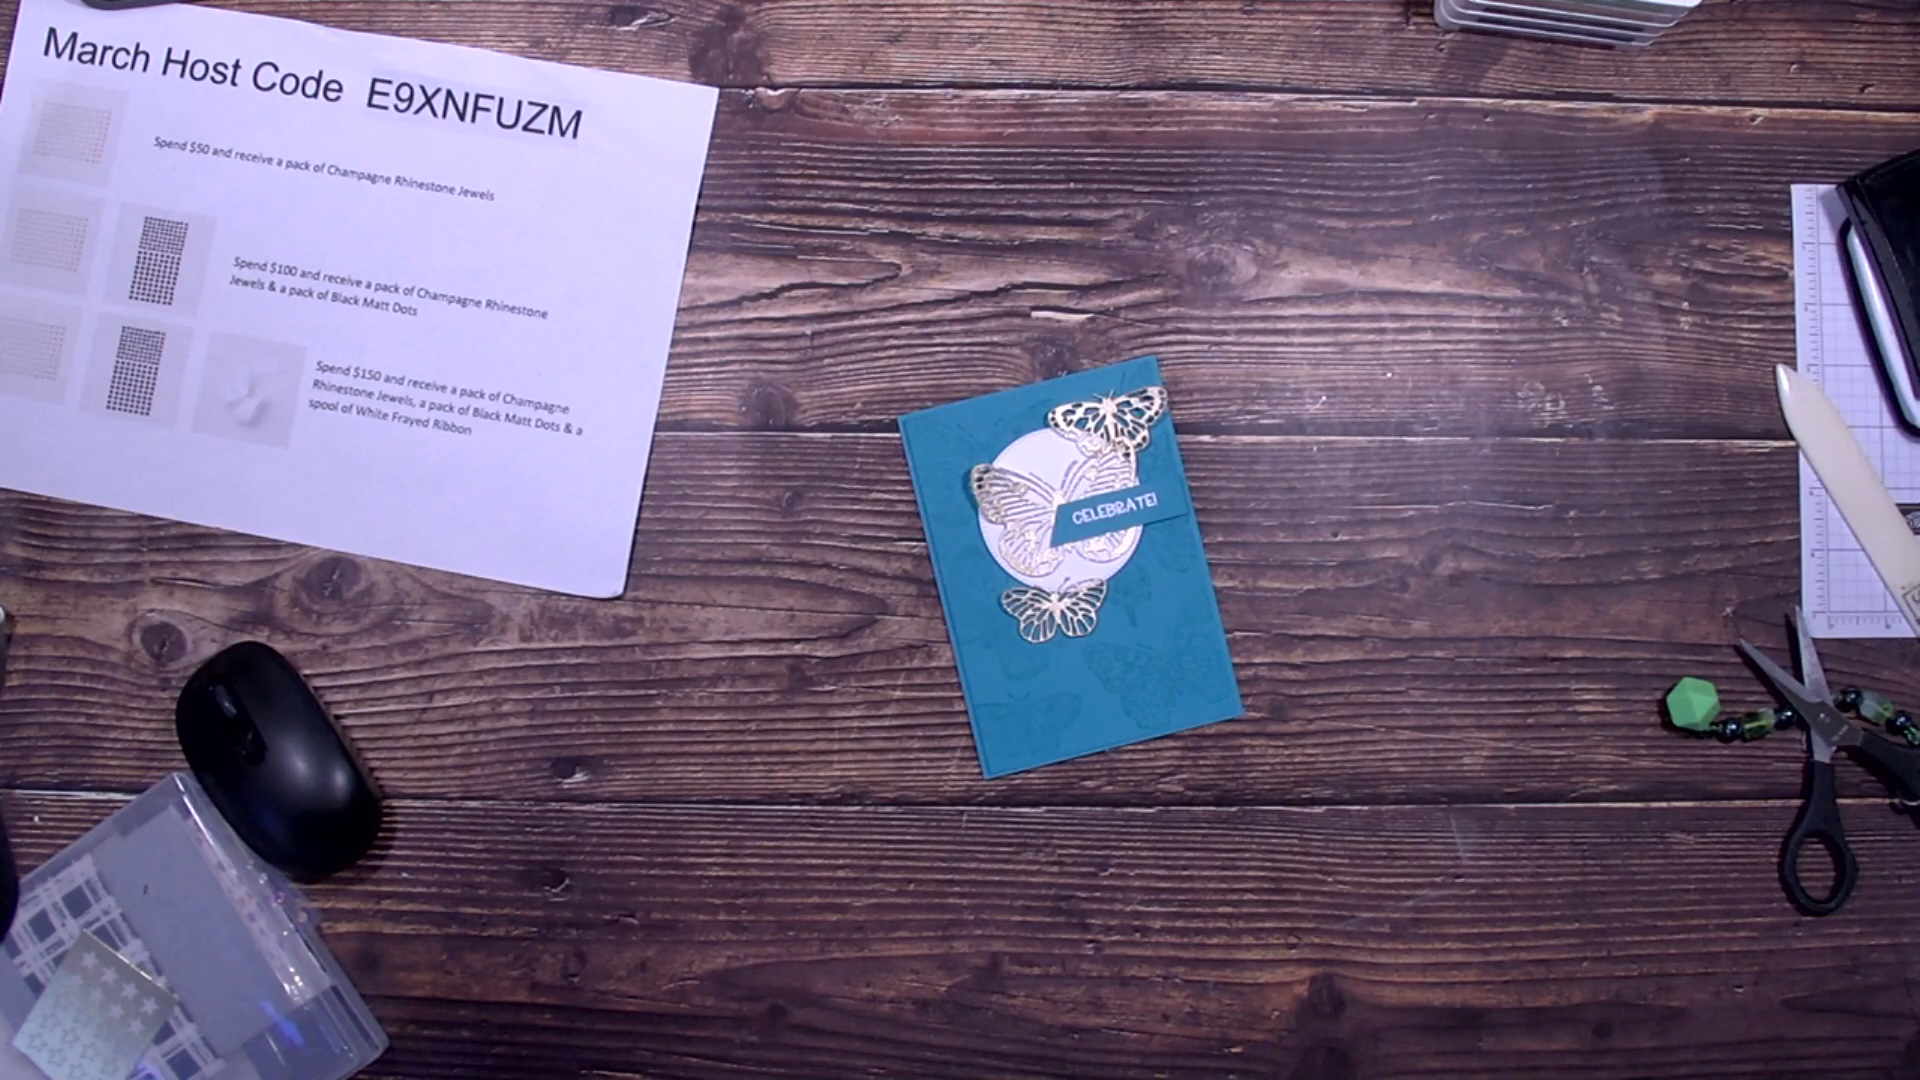 March Host Code E9XNFUZM
Spend $50 and receive a pack of Champagne Rhinestone Jewels
Spend $100 and receive a pack of Champagne Rhinestone
Jewels & a pack of Black Matt Dots
Spend $150 and receive a pack of Champagne
Rhinestone Jewels, a pack of Black Matt Dots & a
spool of White Frayed Ribbon
CELEBRATE!